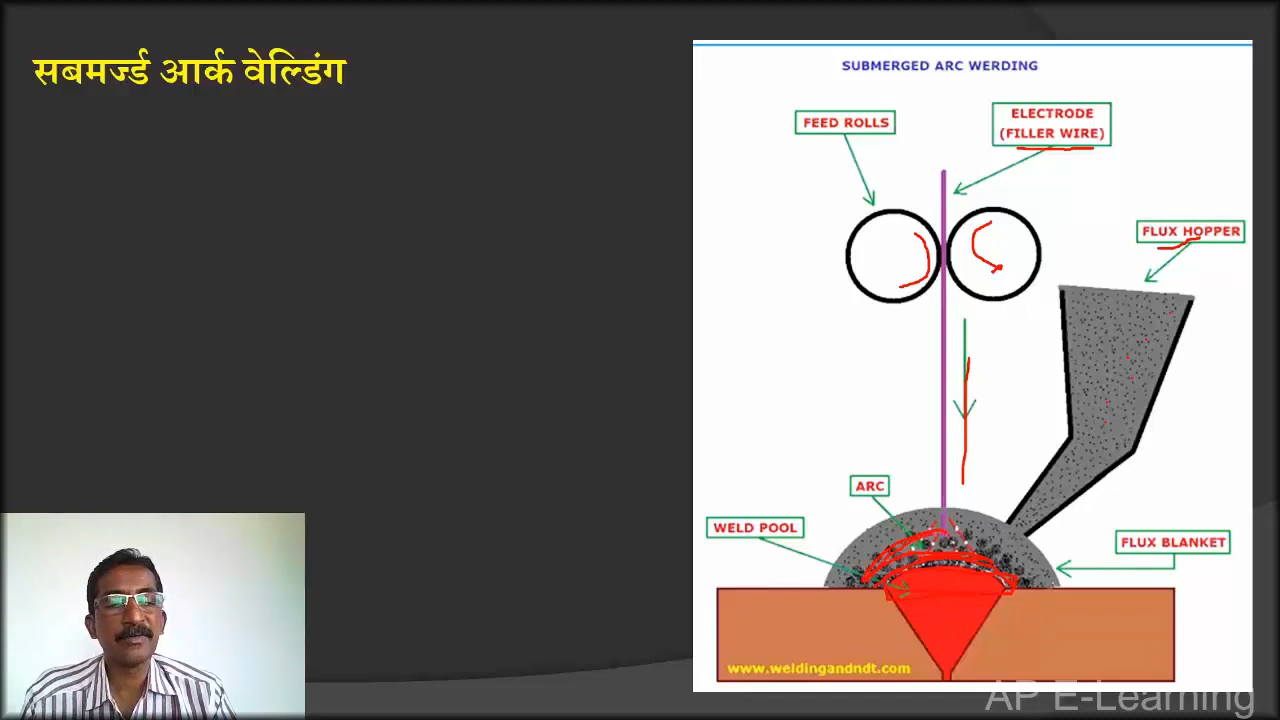 सबमर्ज्ड आर्क वेल्डिंग
SUBMERGED ARC WERDING
FEED ROLLS
ELECTRODE
(FILLER WIRE)
FLUX HOPPER
ARC
WELD POOL
FLUX BLANKET
www.weldingandndt.com
AP E-Learning